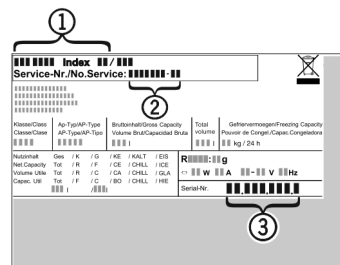 1
Index /
Service-Nr./No.Service: -
2
Klasse/Class Ap-Typ/AP-Type Bruttoinhalt/Gross Capacity Total Gefriervermoegen/Freezing Capacity
Classe/Clase AP-Type/AP-Tipo Volume Brut/Capacidad Bruta volume Pouvoir de Congel./Capac.Congeladora
l l kg / 24 h
Nutzinhalt Ges / K / G / KE / KALT / EIS R : g
Net.Capacity Tot / R / F / CE / CHILL / ICE
Volume Utile Tot / R / C / CA / CHILL / GLA W A - V Hz
Capac. Util Tot / F / C / BO / CHILL / HIE
l / l Serial-Nr. . . .
3